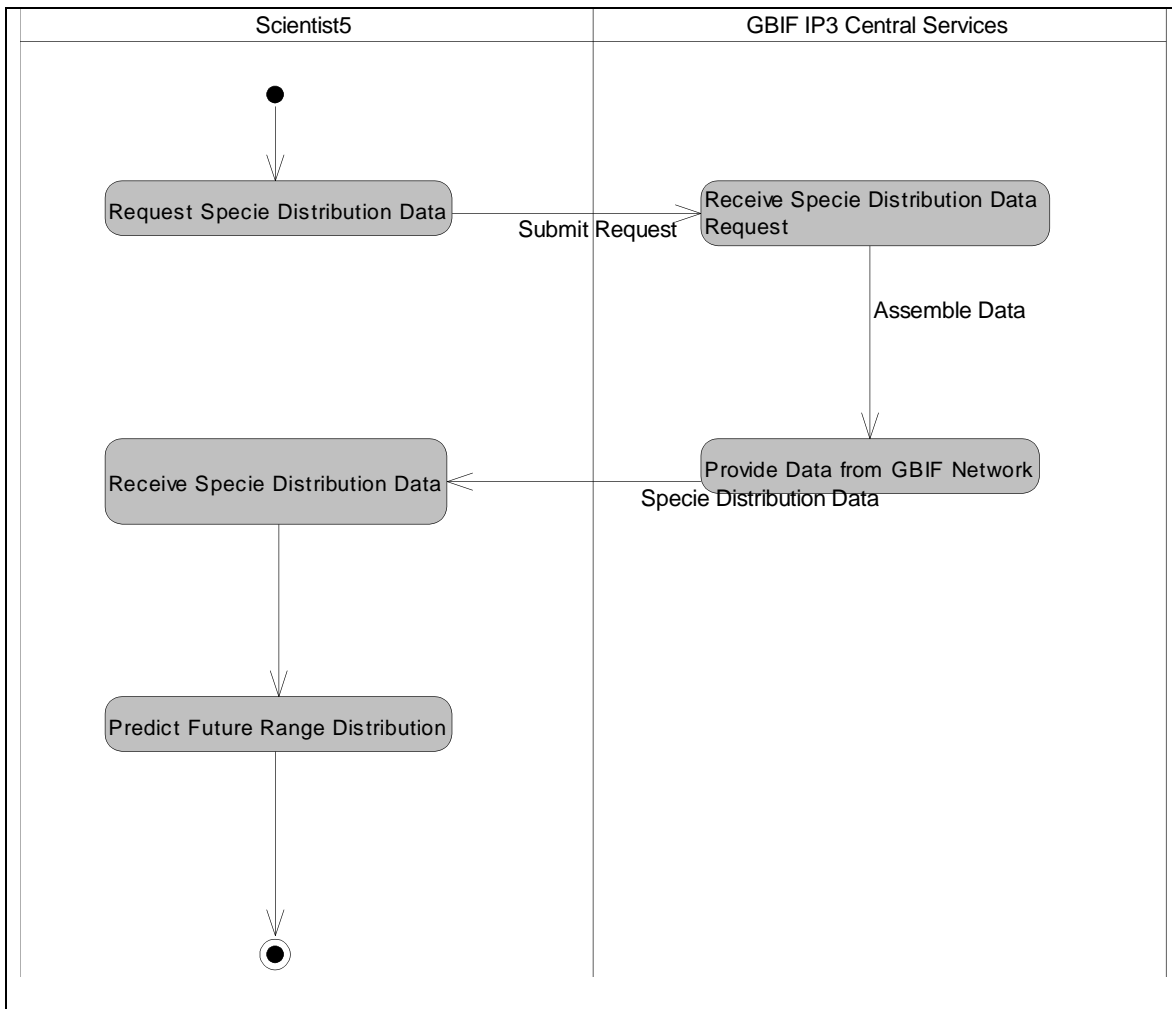 Scientist5
GBIF IP3 Central Services
Request Specie Distribution Data
Submit Request
Receive Specie Distribution Data
Request
Assemble Data
Receive Specie Distribution Data
Provide Data from GBIF Network
Specie Distribution Data
Predict Future Range Distribution